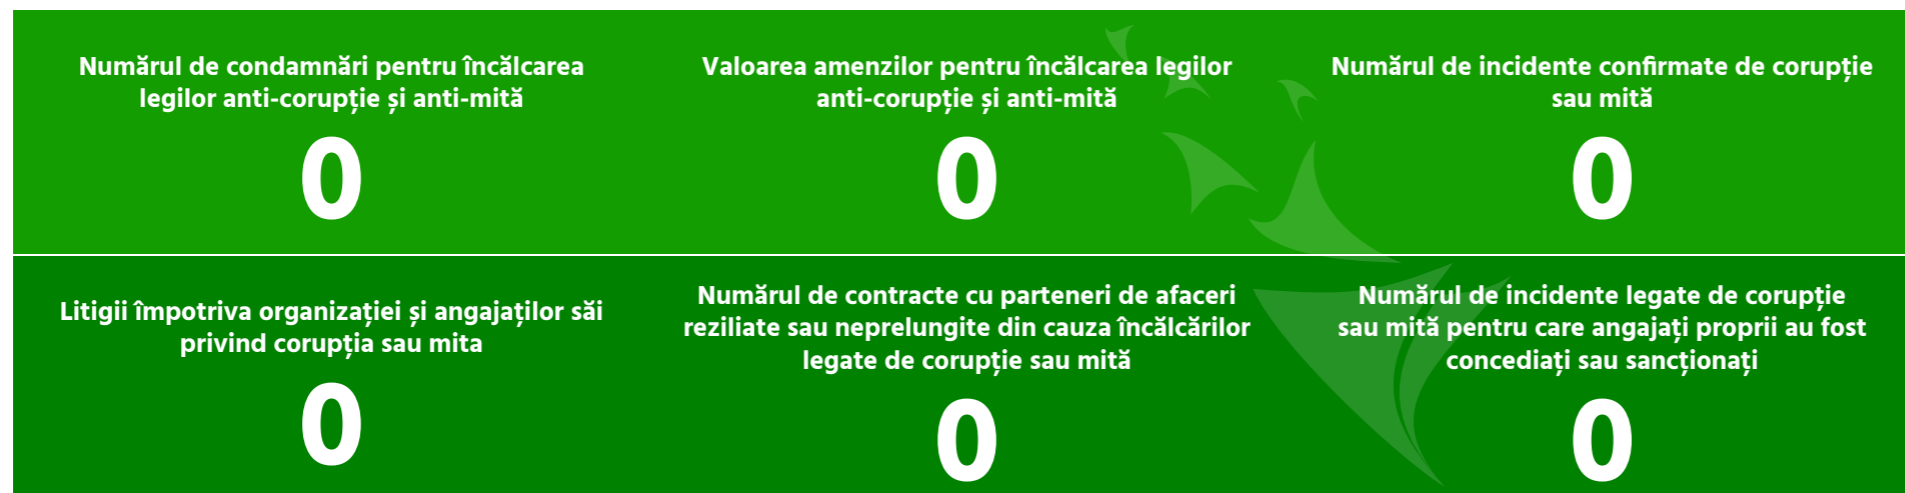 Numărul de condamnări pentru încălcarea
legilor anti-corupție și anti-mită
0
Valoarea amenzilor pentru încălcarea legilor
anti-corupție și anti-mită
0
Numărul de incidente confirmate de corupție
sau mită
0
Litigii împotriva organizației și angajaților săi
privind corupția sau mita
0
Numărul de contracte cu parteneri de afaceri
reziliate sau neprelungite din cauza încălcărilor
legate de corupție sau mită
0
Numărul de incidente legate de corupție
sau mită pentru care angajați proprii au fost
concediați sau sancționați
0